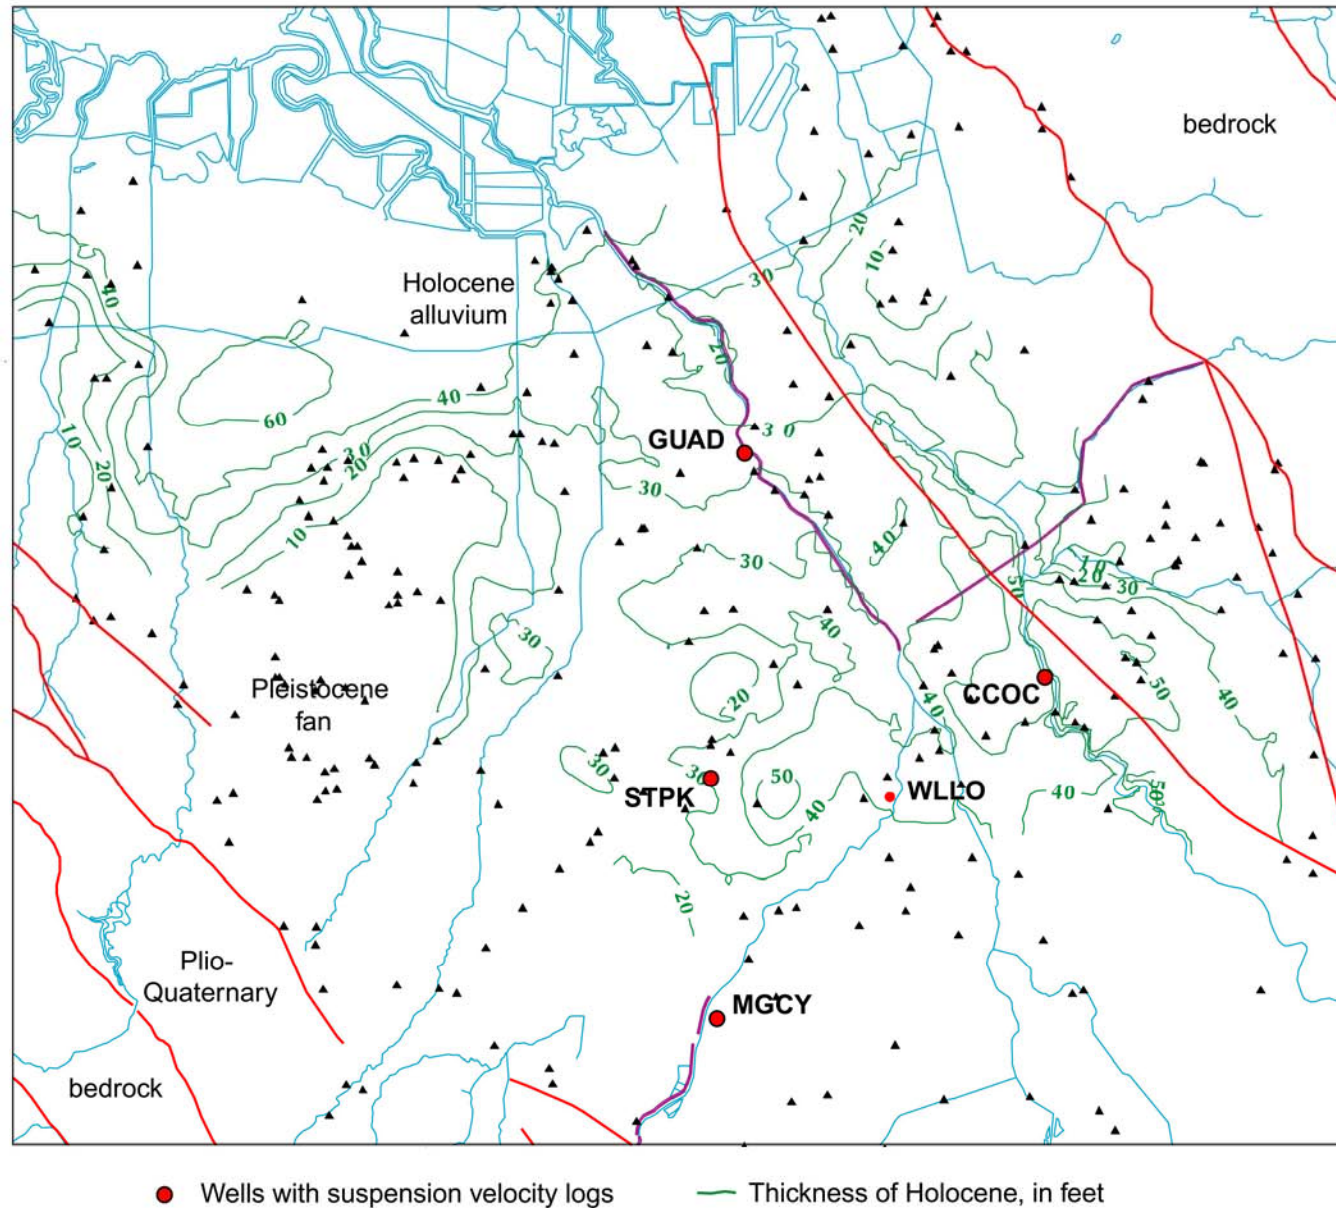 bedrock
20
10
30
40
Holocene
alluvium
20
60
40
30
20
10
20
10
GUAD
30
30
40
30
50
10
20
30
40
30
20
Pleistocene
fan
CCOC
40
50
40
30
30
STPK
50
40
WLLO
40
50
20
Plio-
Quaternary
MGCY
bedrock
Wells with suspension velocity logs
Thickness of Holocene, in feet